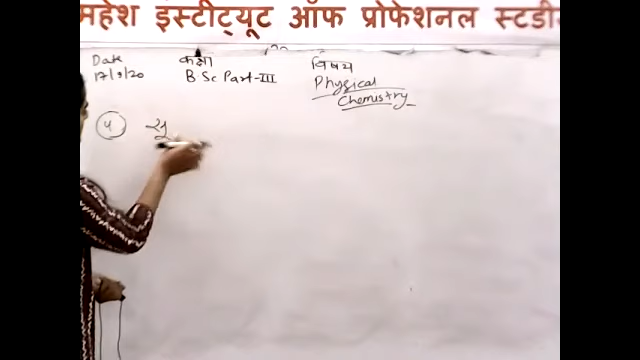 महेश इंस्टीट्यूट ऑफ प्रोफेशनल स्टडी
Date कक्षा विषय
17/9/20 B.Sc Part-III Physical
Chemistry